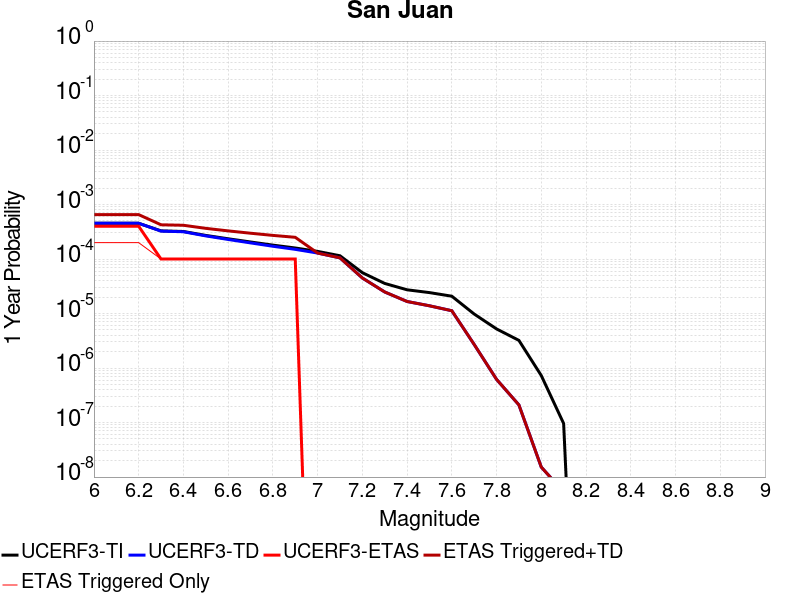 San Juan
10^0
10^-1
10^-2
10^-3
10^-4
10^-5
10^-6
10^-7
10^-8
1 Year Probability
6 6.2 6.4 6.6 6.8 7 7.2 7.4 7.6 7.8 8 8.2 8.4 8.6 8.8 9
Magnitude
UCERF3-TI UCERF3-TD UCERF3-ETAS ETAS Triggered+TD
ETAS Triggered Only